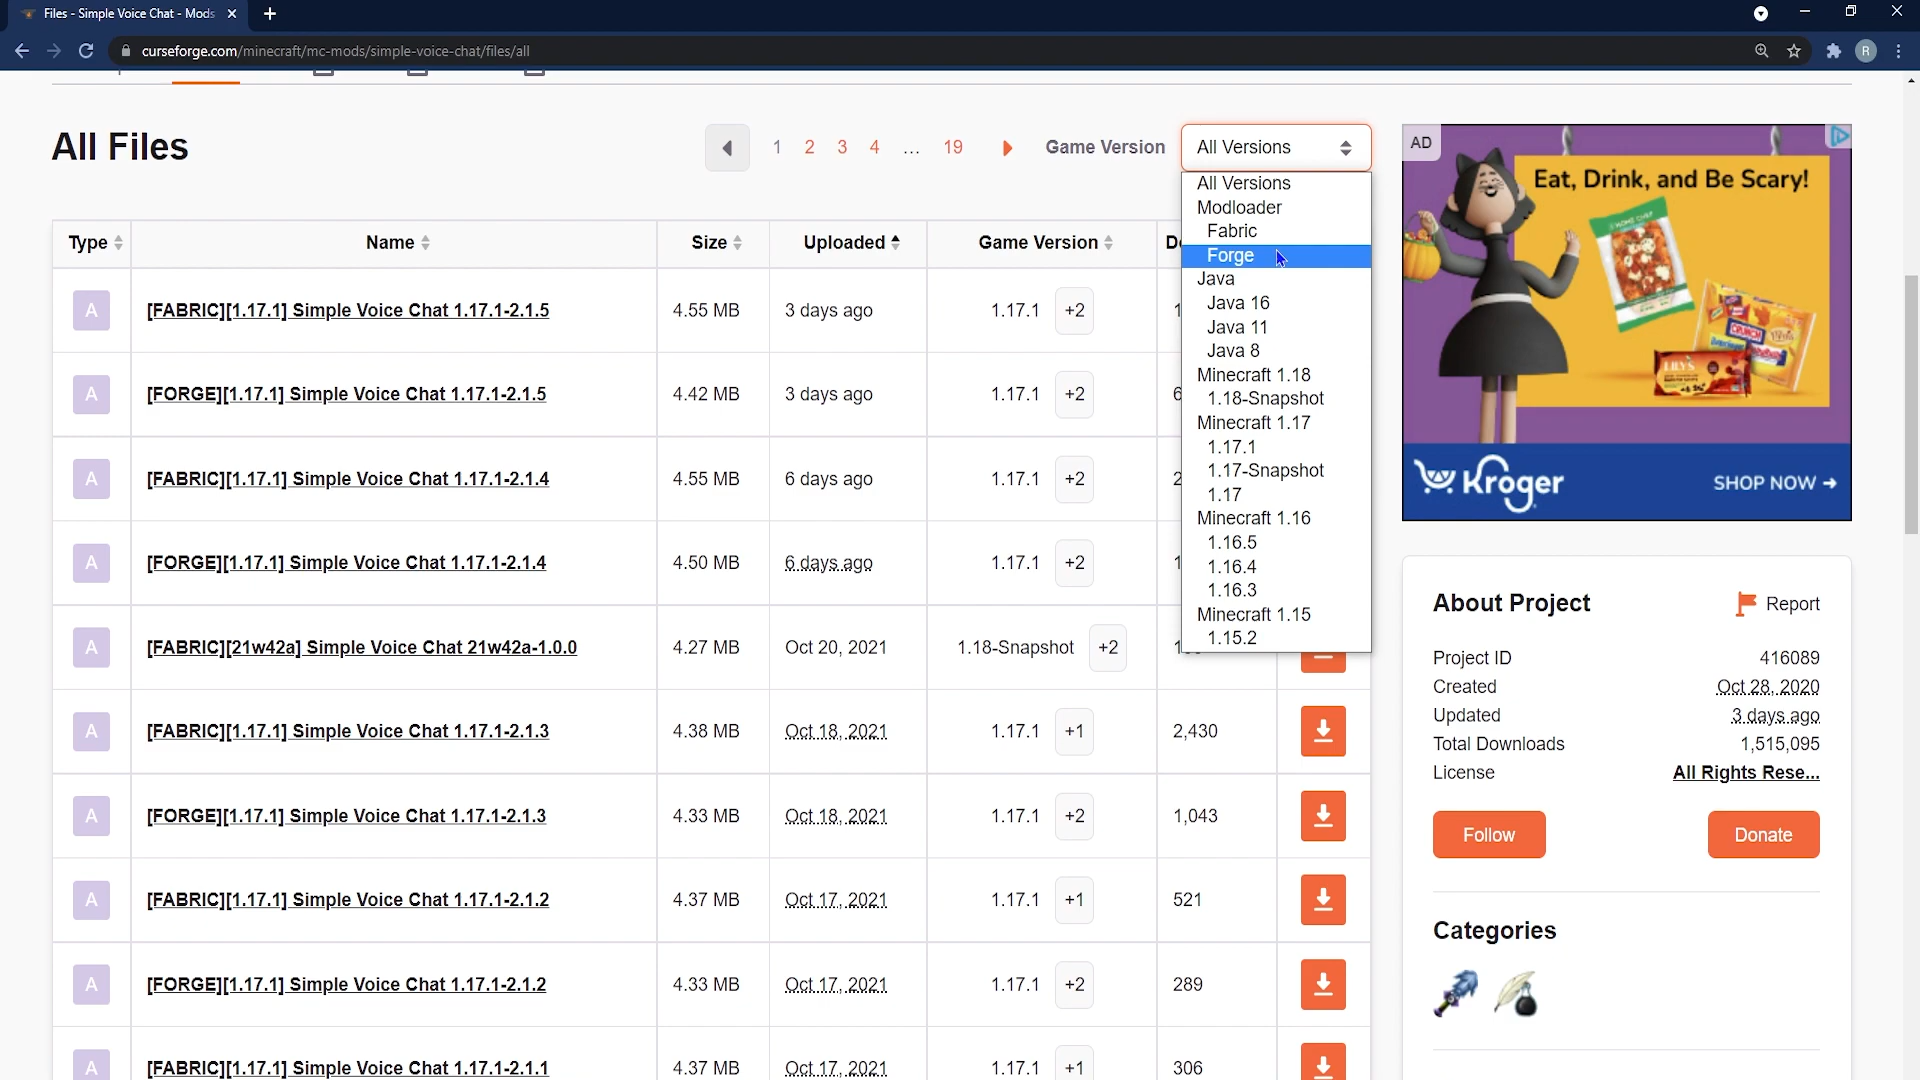 Files - Simple Voice Chat - Mods
curseforge.com/minecraft/mc-mods/simple-voice-chat/files/all
R
All Files
1 2 3 4 ... 19
Game Version
All Versions
All Versions
Modloader
Fabric
Forge
Java
Java 16
Java 11
Java 8
Minecraft 1.18
1.18-Snapshot
Minecraft 1.17
1.17.1
1.17-Snapshot
1.17
Minecraft 1.16
1.16.5
1.16.4
1.16.3
Minecraft 1.15
1.15.2
Type Name Size Uploaded Game Version
A [FABRIC][1.17.1] Simple Voice Chat 1.17.1-2.1.5 4.55 MB 3 days ago 1.17.1 +2
A [FORGE][1.17.1] Simple Voice Chat 1.17.1-2.1.5 4.42 MB 3 days ago 1.17.1 +2
A [FABRIC][1.17.1] Simple Voice Chat 1.17.1-2.1.4 4.55 MB 6 days ago 1.17.1 +2
A [FORGE][1.17.1] Simple Voice Chat 1.17.1-2.1.4 4.50 MB 6 days ago 1.17.1 +2
A [FABRIC][21w42a] Simple Voice Chat 21w42a-1.0.0 4.27 MB Oct 20, 2021 1.18-Snapshot +2
A [FABRIC][1.17.1] Simple Voice Chat 1.17.1-2.1.3 4.38 MB Oct 18, 2021 1.17.1 +1 2,430
A [FORGE][1.17.1] Simple Voice Chat 1.17.1-2.1.3 4.33 MB Oct 18, 2021 1.17.1 +2 1,043
A [FABRIC][1.17.1] Simple Voice Chat 1.17.1-2.1.2 4.37 MB Oct 17, 2021 1.17.1 +1 521
A [FORGE][1.17.1] Simple Voice Chat 1.17.1-2.1.2 4.33 MB Oct 17, 2021 1.17.1 +2 289
A [FABRIC][1.17.1] Simple Voice Chat 1.17.1-2.1.1 4.37 MB Oct 17, 2021 1.17.1 +1 306
AD
Eat, Drink, and Be Scary!
HOME CHEF
CRUNCH
LILY'S
Kroger
SHOP NOW →
About Project
Report
Project ID 416089
Created Oct 28, 2020
Updated 3 days ago
Total Downloads 1,515,095
License All Rights Rese...
Follow
Donate
Categories